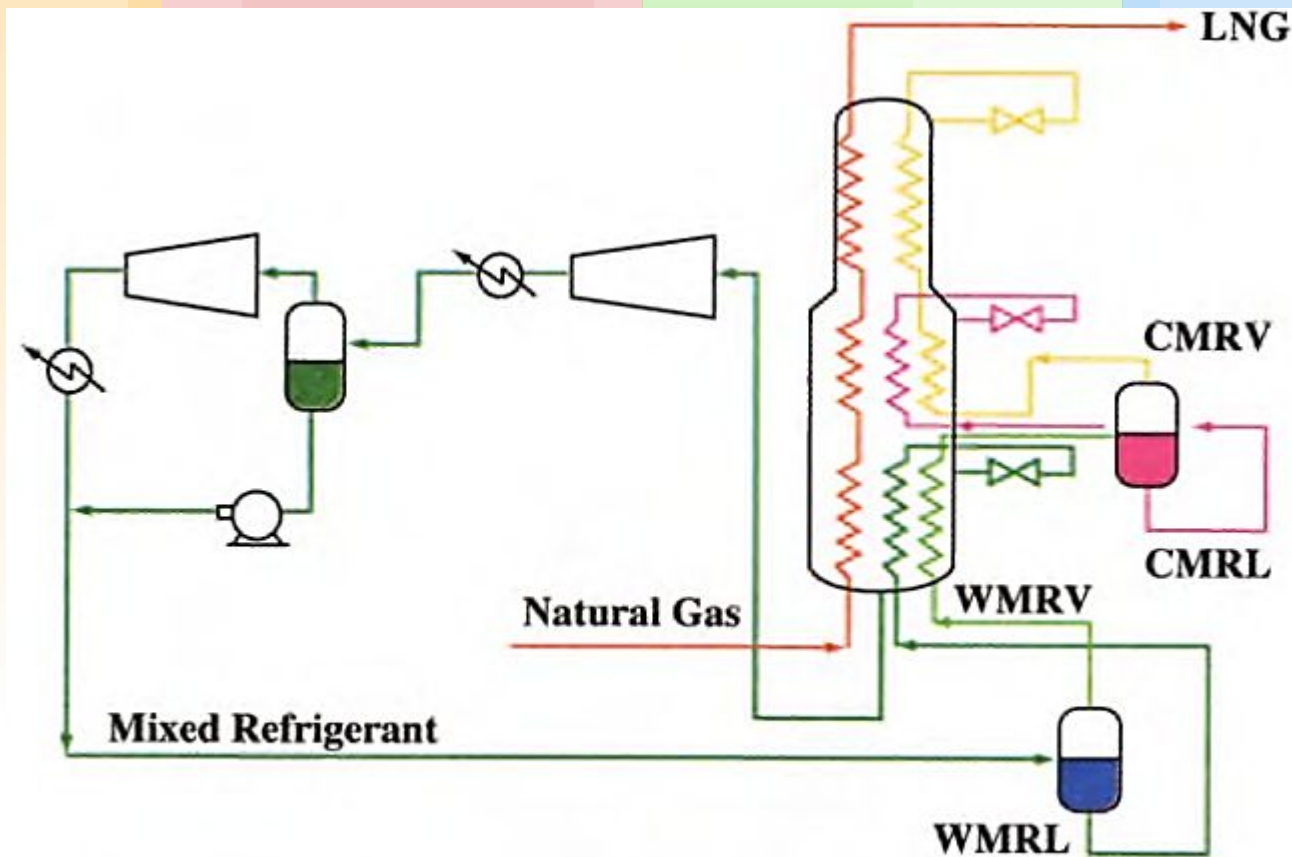 LNG
CMRV
CMRL
WMRV
Natural Gas
Mixed Refrigerant
WMRL